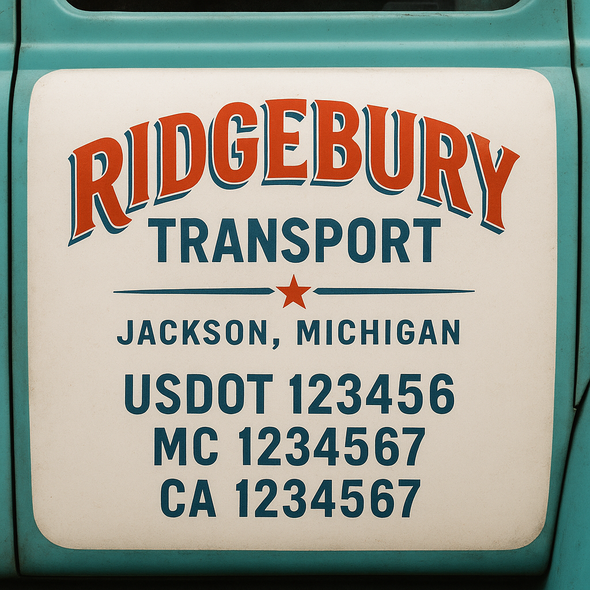 RIDGEBURY
TRANSPORT
JACKSON, MICHIGAN
USDOT 123456
MC 1234567
CA 1234567